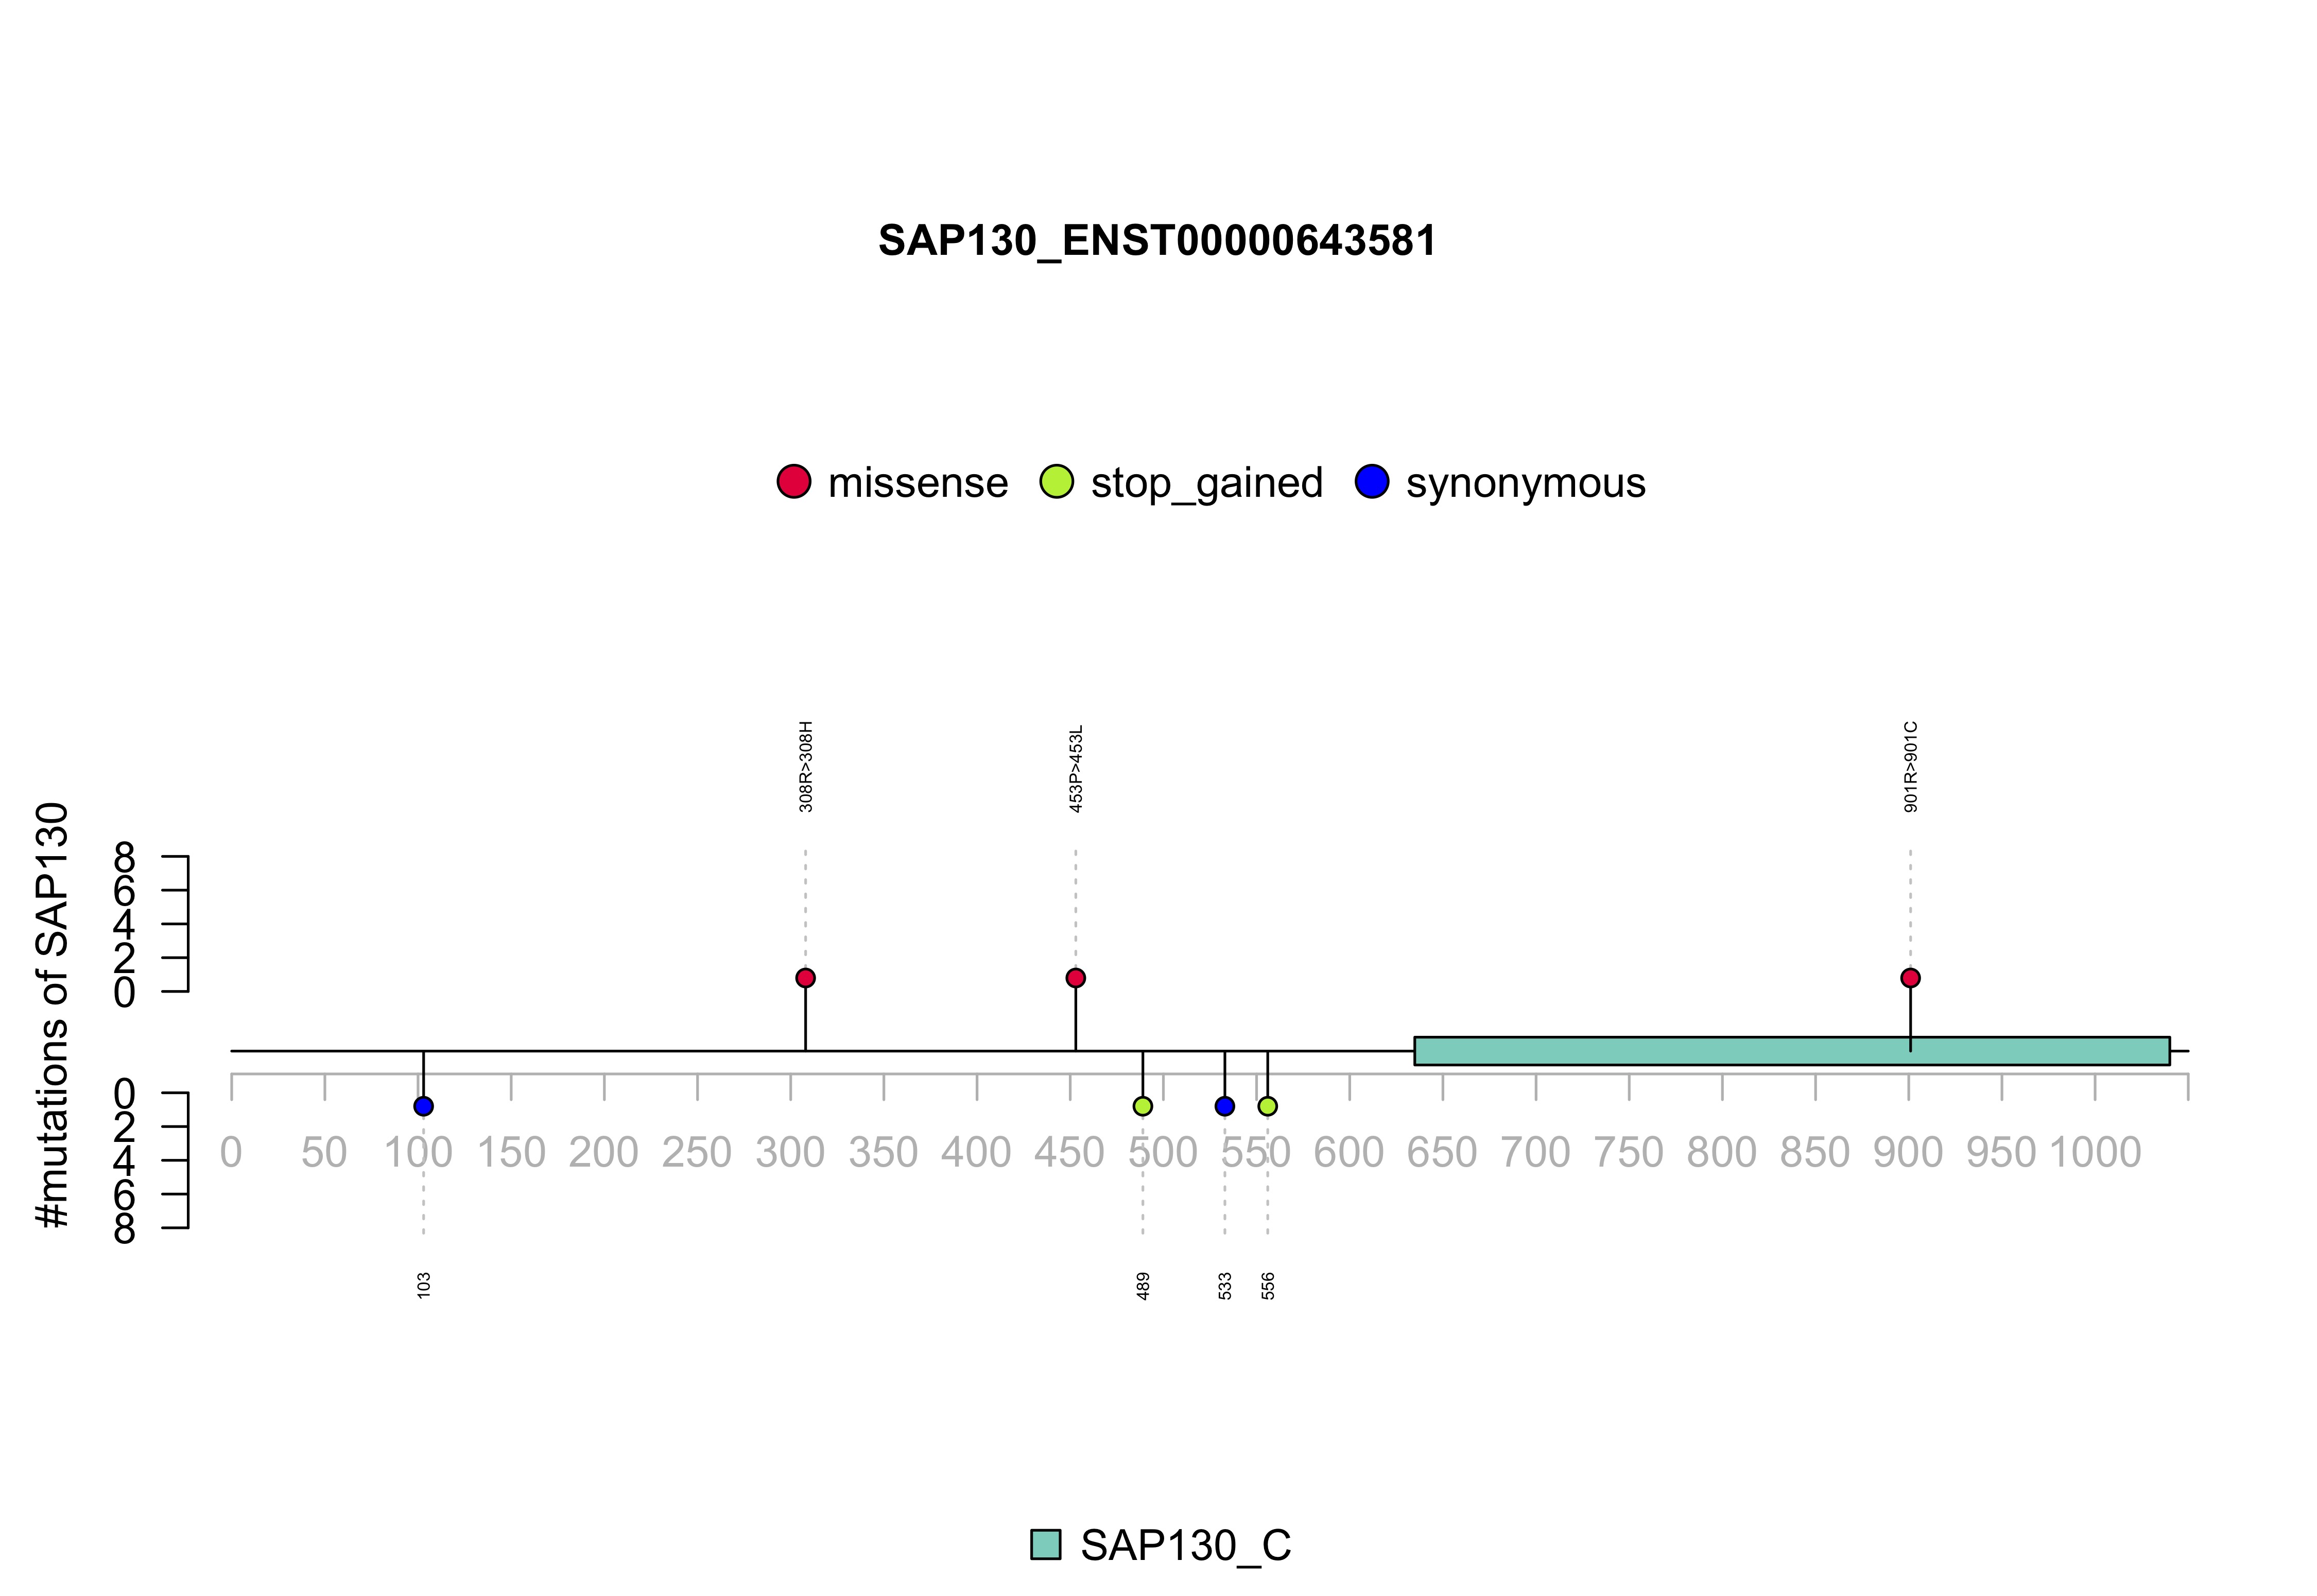 SAP130_ENST00000643581
missense stop_gained synonymous
308R>308H
453P>453L
901R>901C
#mutations of SAP130
8
6
4
2
0
0
2
4
6
8
0 50 100 150 200 250 300 350 400 450 500 550 600 650 700 750 800 850 900 950 1000
103
489
533
556
SAP130_C